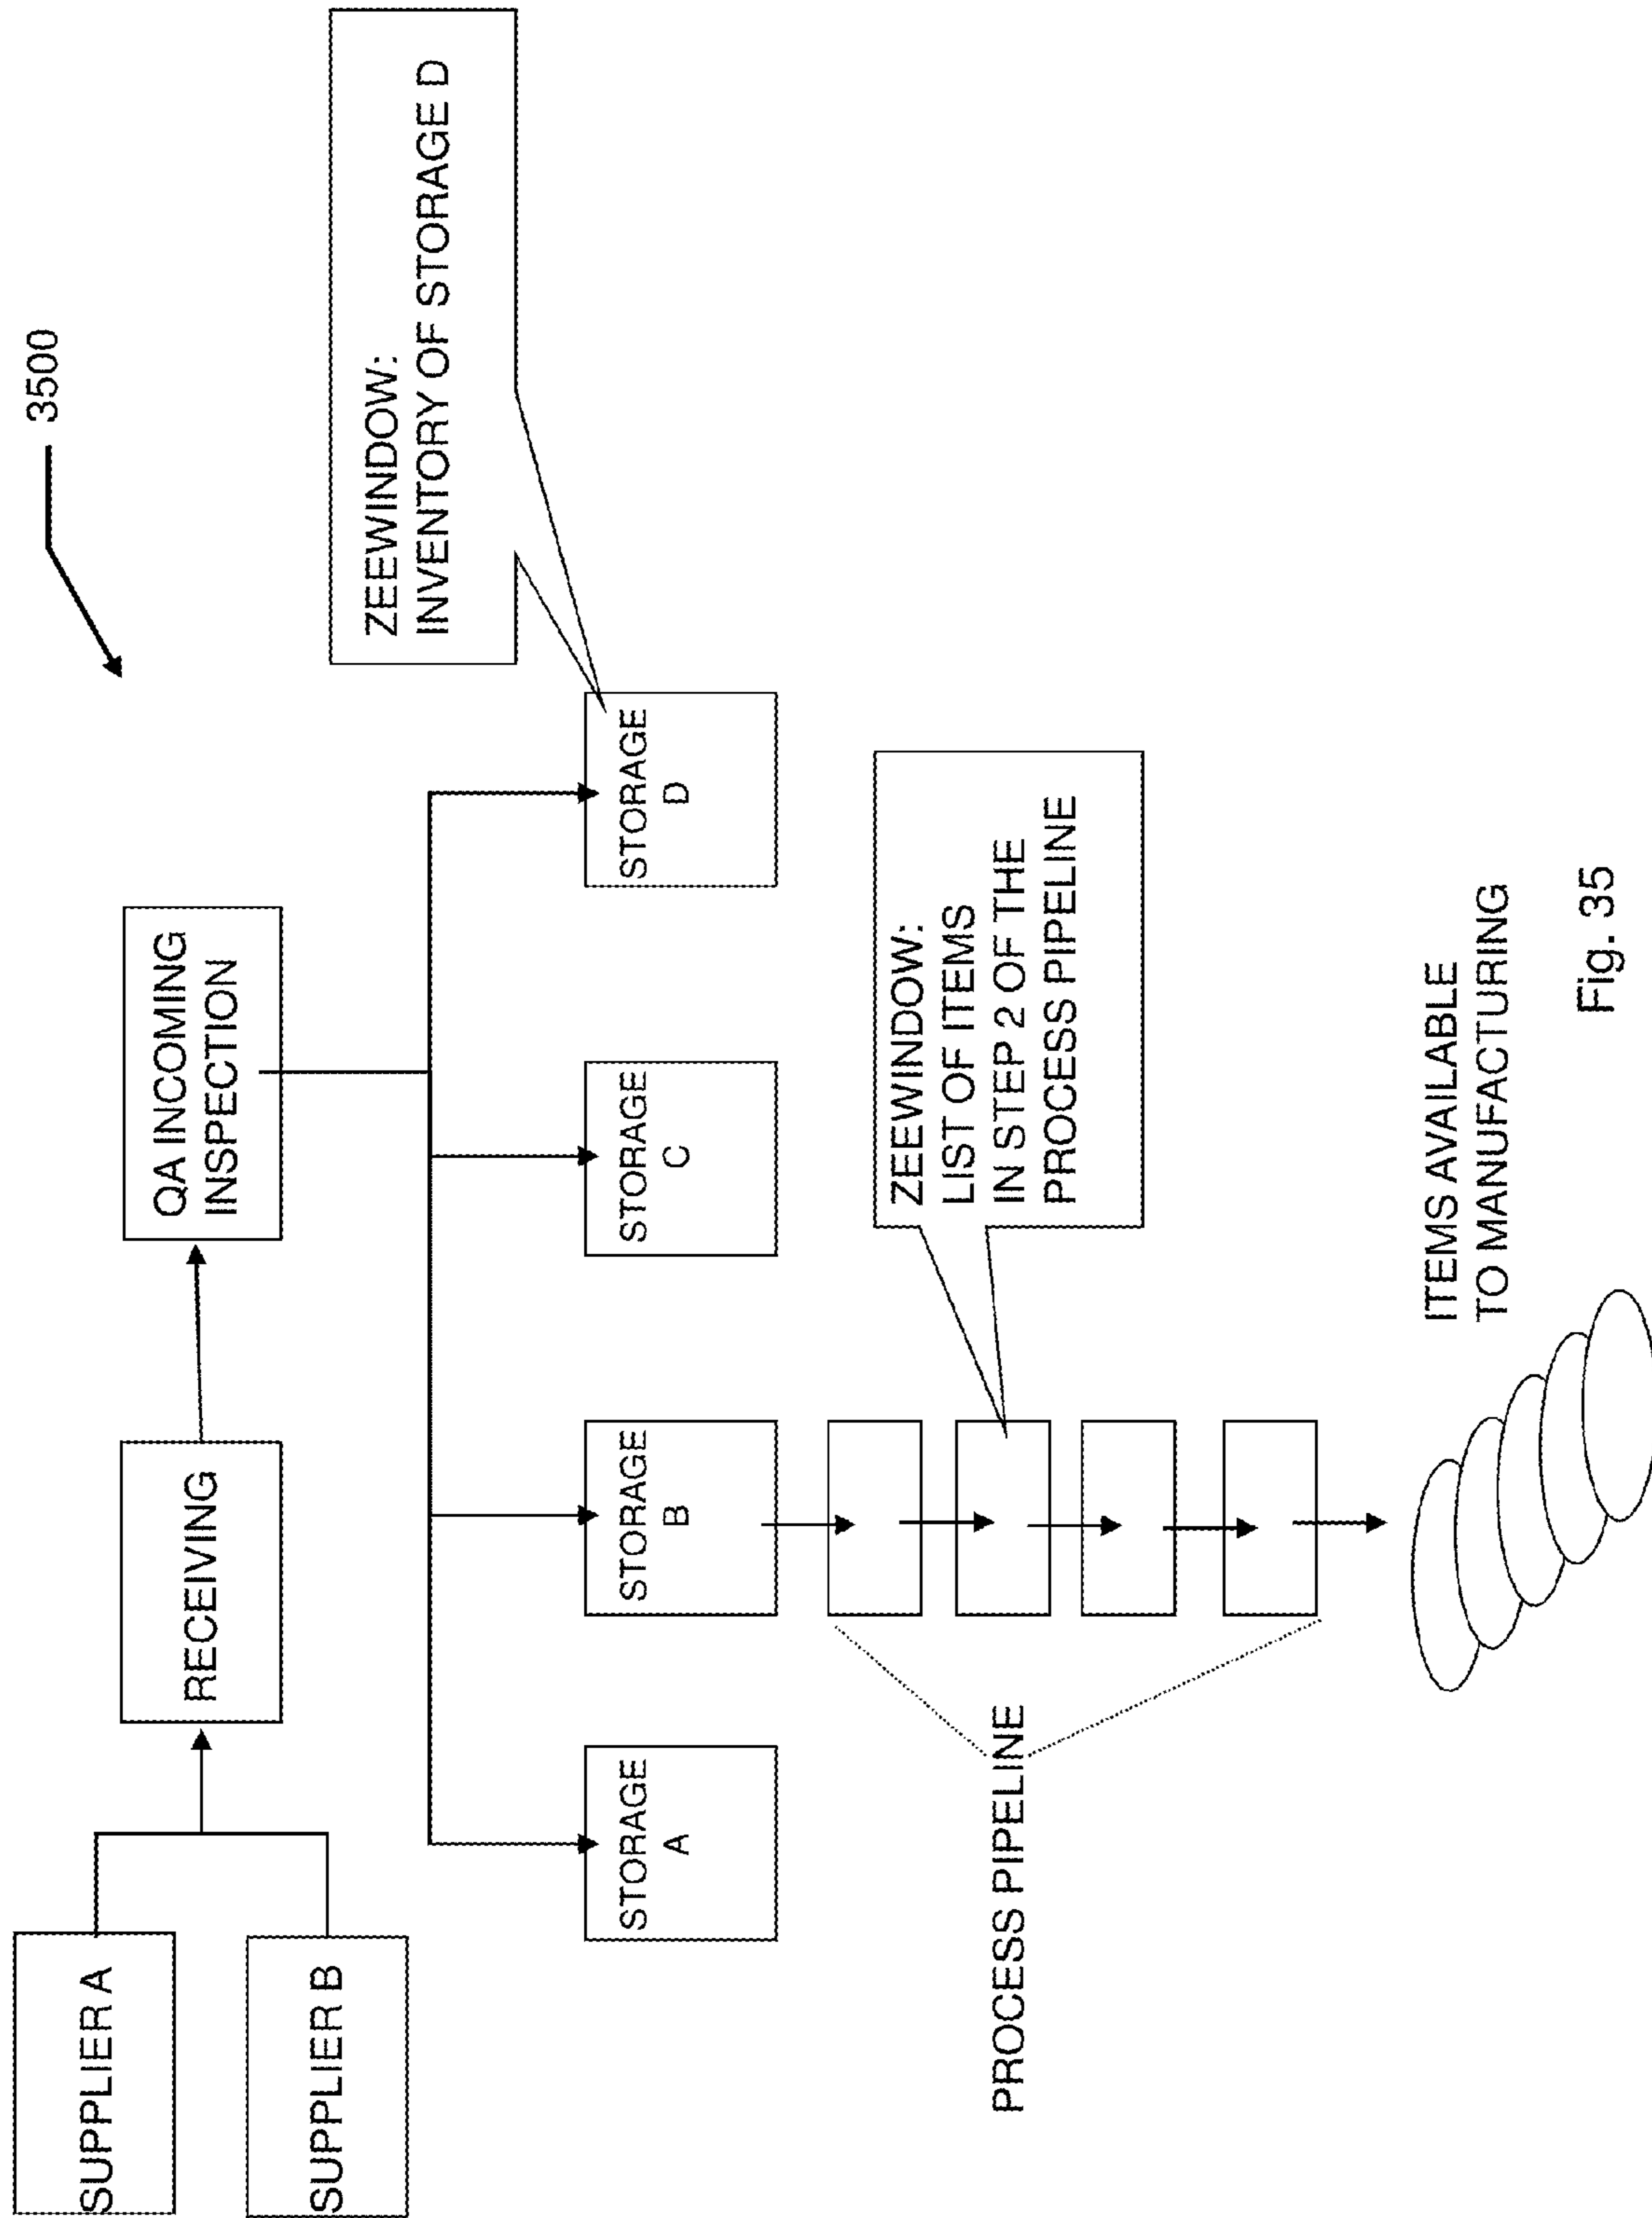 3500
SUPPLIER A
SUPPLIER B
RECEIVING
QA INCOMING
INSPECTION
ZEEWINDOW:
INVENTORY OF STORAGE D
STORAGE
A
STORAGE
B
STORAGE
C
STORAGE
D
ZEEWINDOW:
LIST OF ITEMS
IN STEP 2 OF THE
PROCESS PIPELINE
PROCESS PIPELINE
ITEMS AVAILABLE
TO MANUFACTURING
Fig. 35